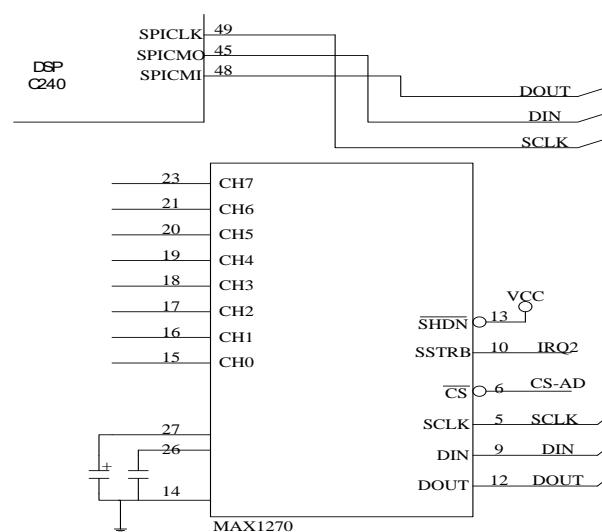 SPICLK 49
SPICMO 45
SPICMI 48
DSP
C240
DOUT
DIN
SCLK
23 CH7
21 CH6
20 CH5
19 CH4
18 CH3
17 CH2
16 CH1
15 CH0
VCC
SHDN 13
SSTRB 10 IRQ2
CS 6 CS-AD
SCLK 5 SCLK
DIN 9 DIN
DOUT 12 DOUT
27
26
+
14
MAX1270